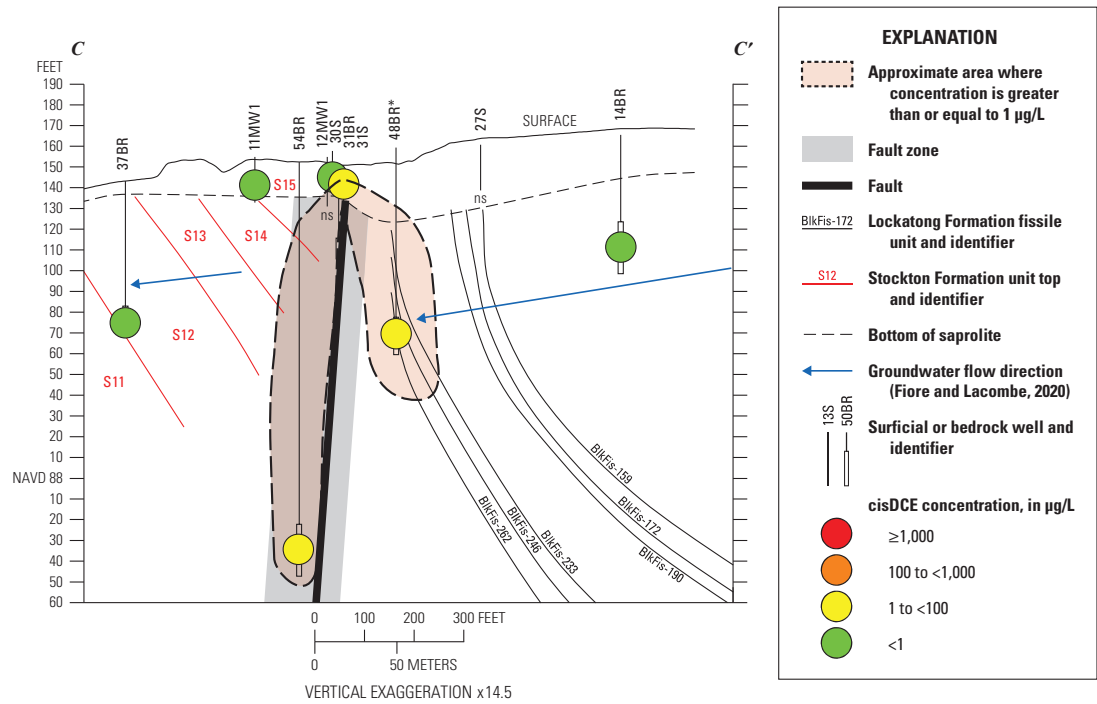 C
C′
FEET
190
180
170
160
150
140
130
120
110
100
90
80
70
60
50
40
30
20
10
NAVD 88
10
20
30
40
50
60
37BR
11MW1
54BR
12MW1
30S
31BR
31S
48BR*
27S
14BR
SURFACE
S15
S14
S13
S12
S11
ns
ns
BlkFis-262
BlkFis-246
BlkFis-233
BlkFis-159
BlkFis-172
BlkFis-190
0 100 200 300 FEET
0 50 METERS
VERTICAL EXAGGERATION x14.5
EXPLANATION
Approximate area where
concentration is greater
than or equal to 1 µg/L
Fault zone
Fault
BlkFis-172
Lockatong Formation fissile
unit and identifier
S12
Stockton Formation unit top
and identifier
Bottom of saprolite
Groundwater flow direction
(Fiore and Lacombe, 2020)
13S
50BR
Surficial or bedrock well and
identifier
cisDCE concentration, in µg/L
≥1,000
100 to <1,000
1 to <100
<1